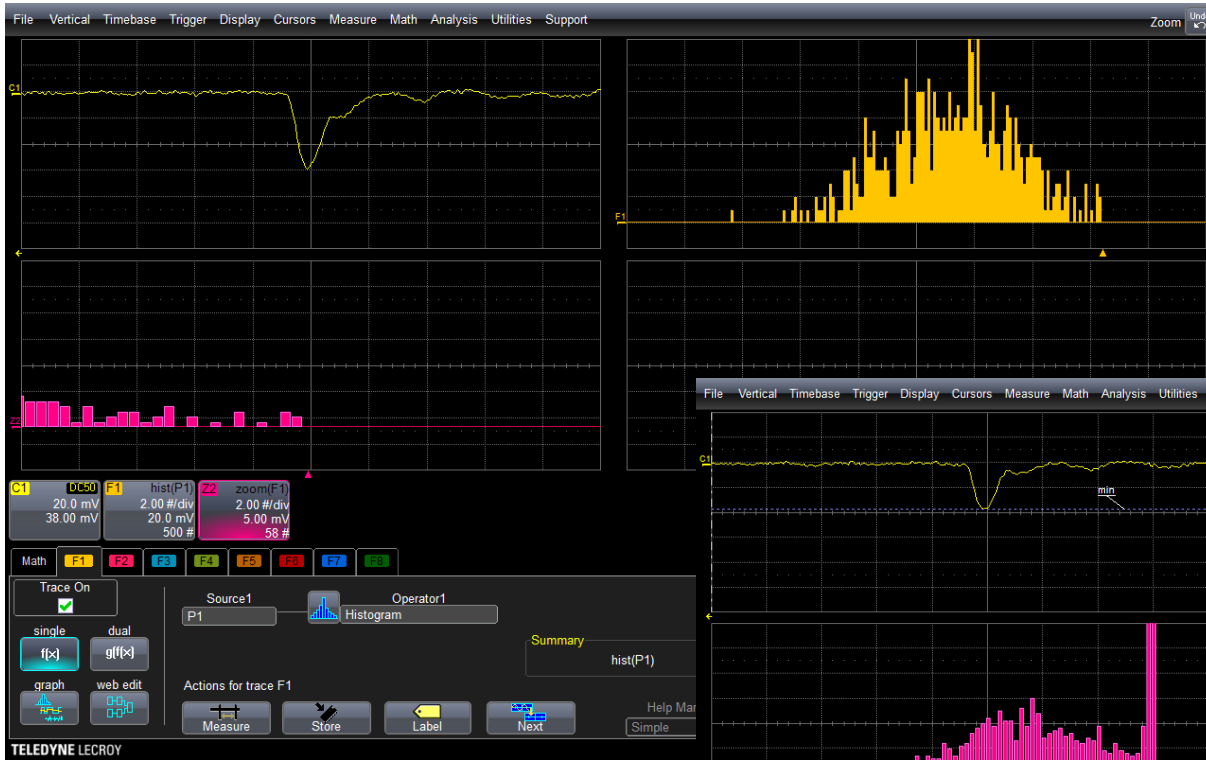 File Vertical Timebase Trigger Display Cursors Measure Math Analysis Utilities Support
Zoom Und
C1
F1
Z2
C1 DC50
20.0 mV
38.00 mV
F1 hist(P1)
2.00 #/div
20.0 mV
500 #
Z2 zoom(F1)
2.00 #/div
5.00 mV
58 #
Math F1 F2 F3 F4 F5 F6 F7 F8
Trace On
single dual
f(x) g(f(x)
graph web edit
Source1
P1
Operator1
Histogram
Summary
hist(P1)
Actions for trace F1
Measure Store Label Next
Help Mar
Simple
TELEDYNE LECROY
File Vertical Timebase Trigger Display Cursors Measure Math Analysis Utilities
C1
min